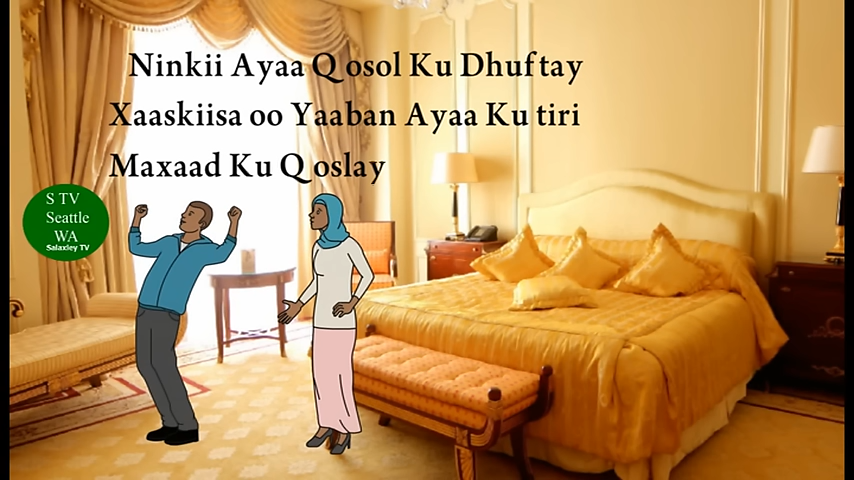 Ninkii Ayaa Qosol Ku Dhuftay
Xaaskiisa oo Yaaban Ayaa Ku tiri
Maxaad Ku Qoslay
S TV
Seattle
WA
Salaxley TV